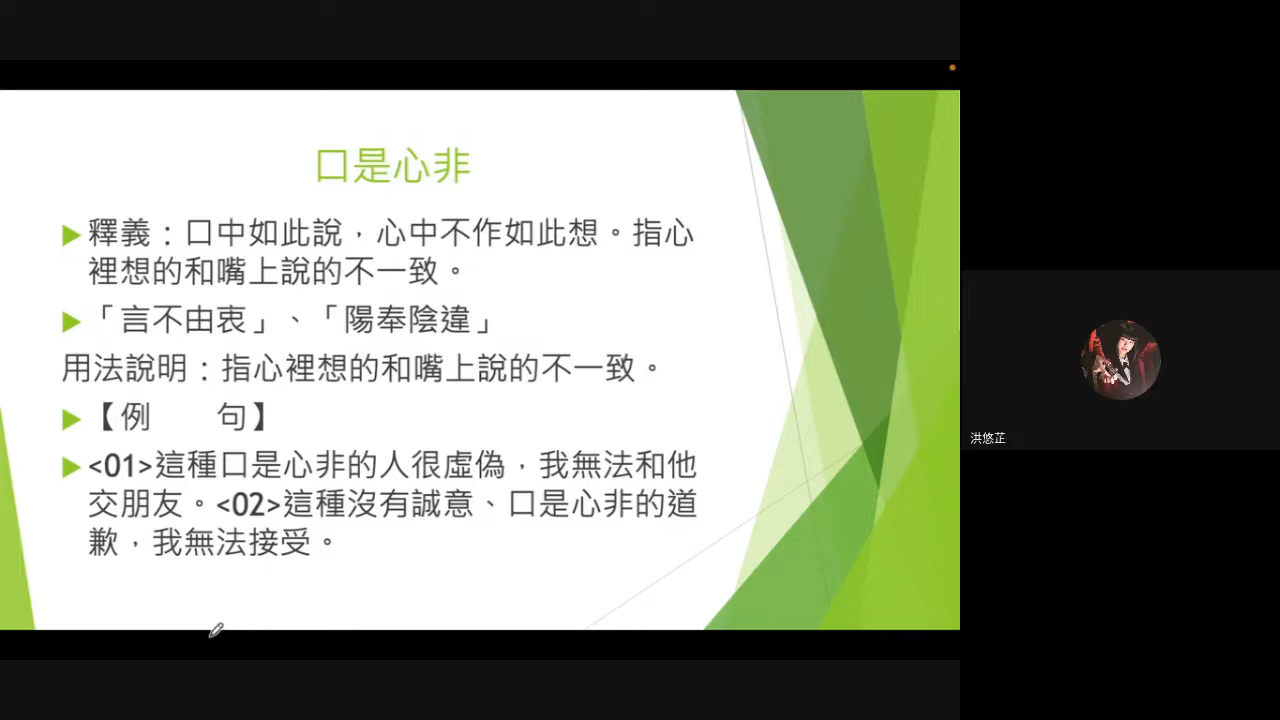 口是心非
釋義：口中如此說，心中不作如此想。指心
裡想的和嘴上說的不一致。
「言不由衷」、「陽奉陰違」
用法說明：指心裡想的和嘴上說的不一致。
【例　　句】
<01>這種口是心非的人很虛偽，我無法和他
交朋友。<02>這種沒有誠意、口是心非的道
歉，我無法接受。
洪悠芷